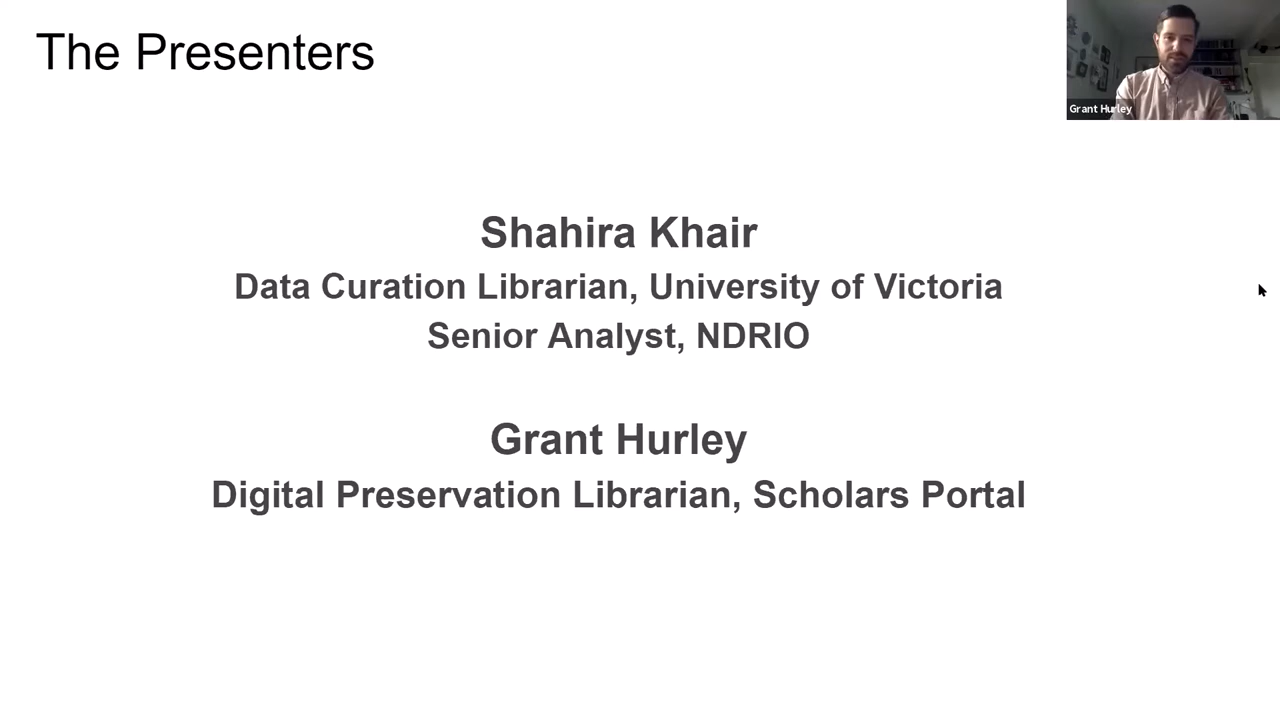 The Presenters
Grant Hurley
Shahira Khair
Data Curation Librarian, University of Victoria
Senior Analyst, NDRIO
Grant Hurley
Digital Preservation Librarian, Scholars Portal